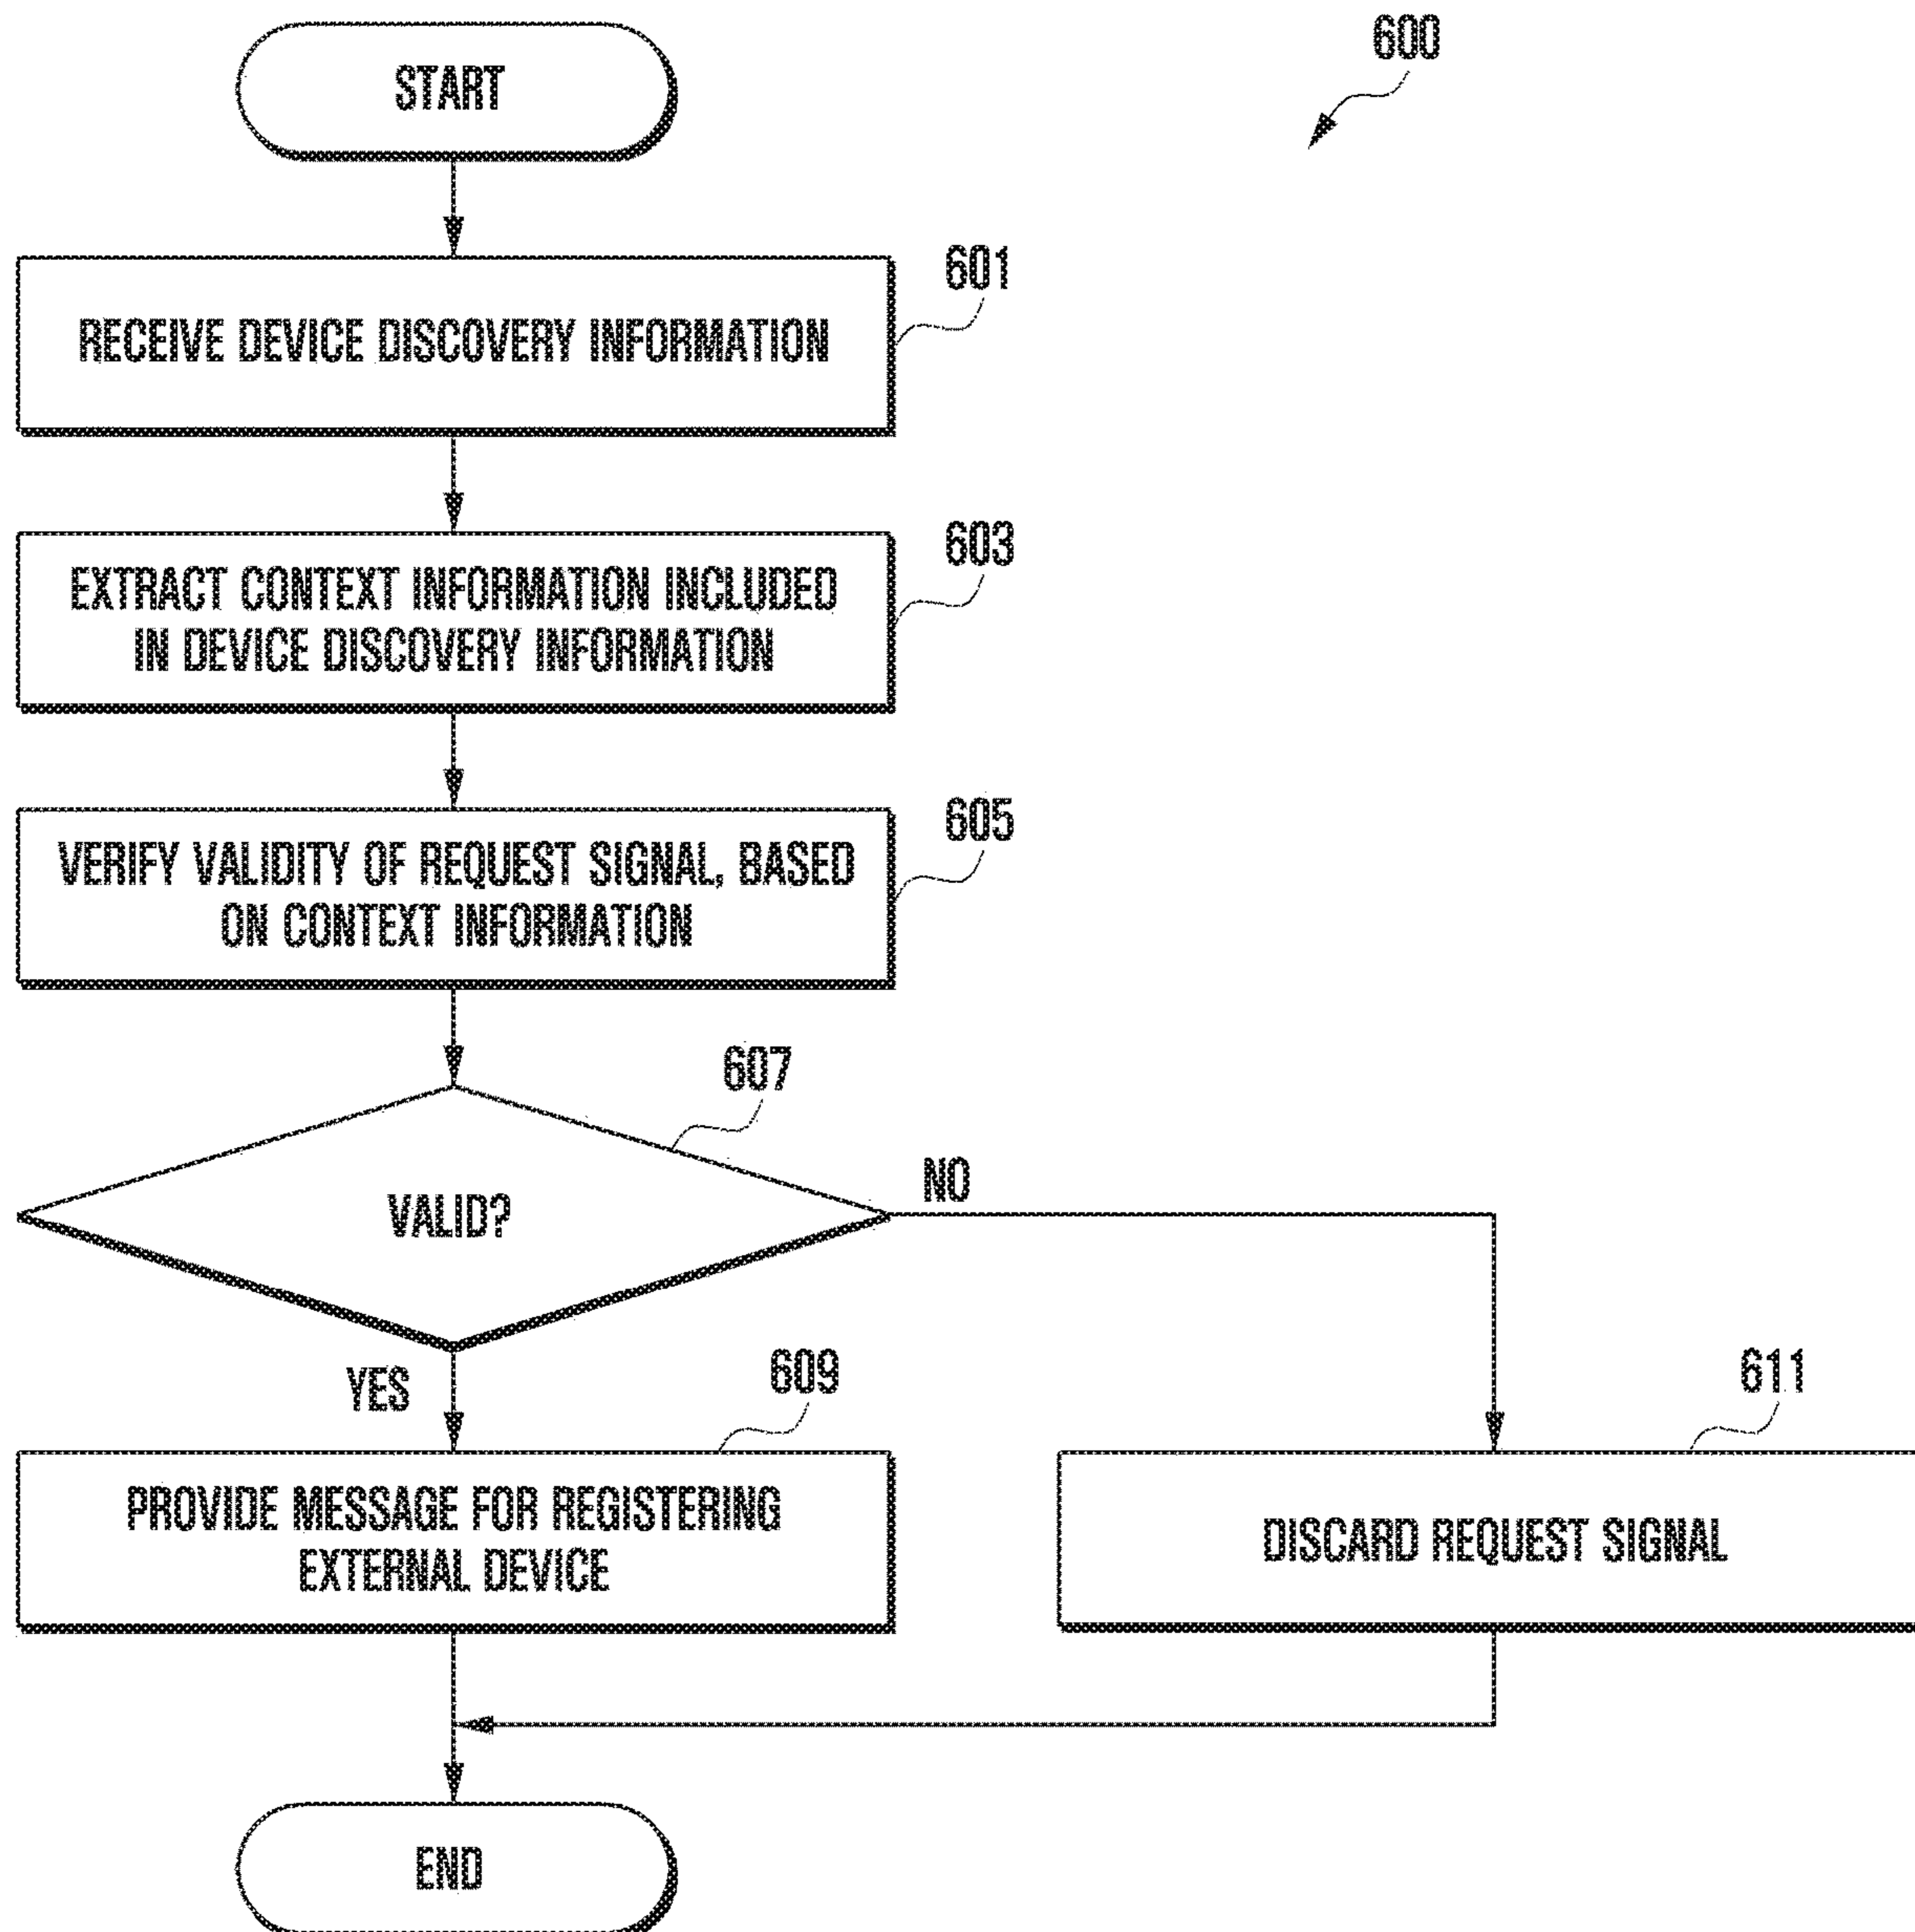 START
600
RECEIVE DEVICE DISCOVERY INFORMATION
601
EXTRACT CONTEXT INFORMATION INCLUDED
IN DEVICE DISCOVERY INFORMATION
603
VERIFY VALIDITY OF REQUEST SIGNAL, BASED
ON CONTEXT INFORMATION
605
607
VALID?
NO
YES
609
PROVIDE MESSAGE FOR REGISTERING
EXTERNAL DEVICE
611
DISCARD REQUEST SIGNAL
END